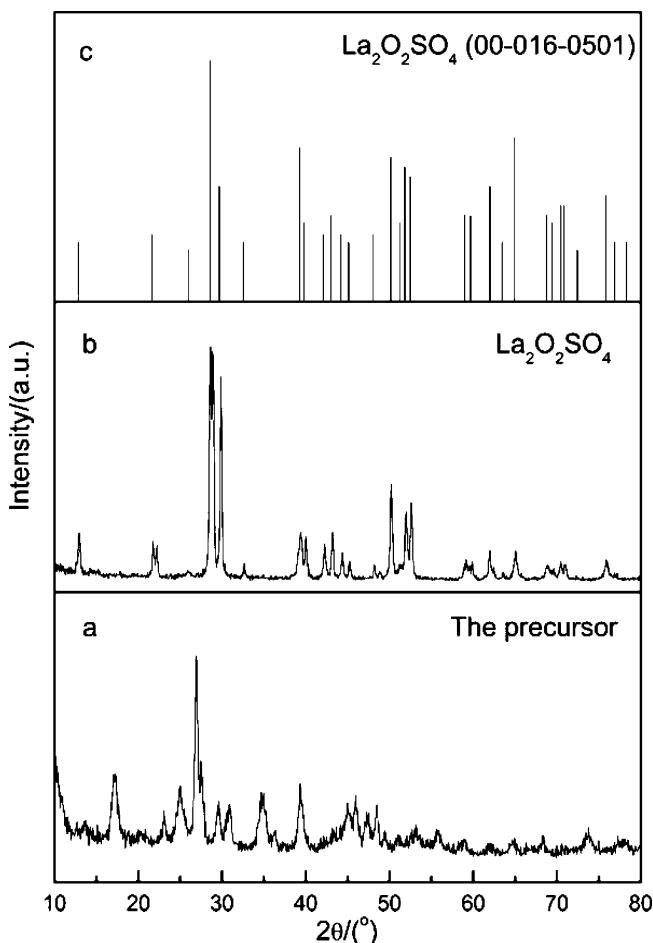 c
La₂O₂SO₄ (00-016-0501)
b
La₂O₂SO₄
Intensity/(a.u.)
a
The precursor
10 20 30 40 50 60 70 80
2θ/(°)